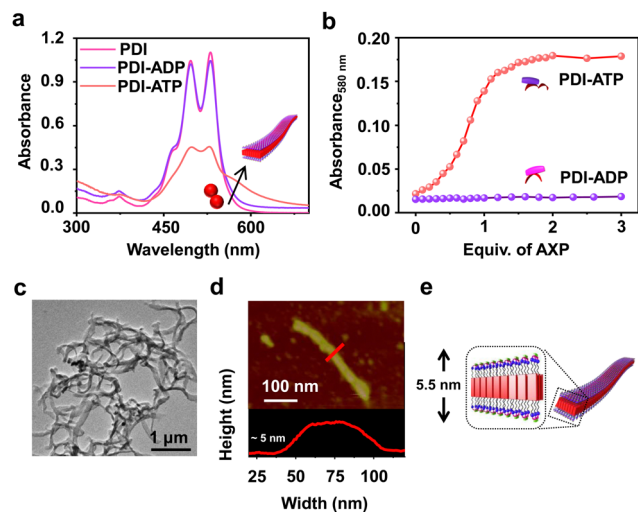 a
PDI
PDI-ADP
PDI-ATP
Absorbance
1.2
0.9
0.6
0.3
0.0
300
450
600
Wavelength (nm)
b
Absorbance580 nm
0.20
0.15
0.10
0.05
0.00
PDI-ATP
PDI-ADP
0
1
2
3
Equiv. of AXP
c
1 μm
d
100 nm
Height (nm)
~ 5 nm
25
50
75
100
Width (nm)
e
5.5 nm